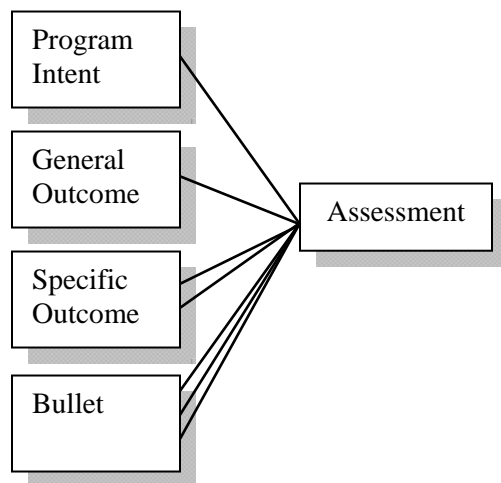 Program
Intent
General
Outcome
Assessment
Specific
Outcome
Bullet